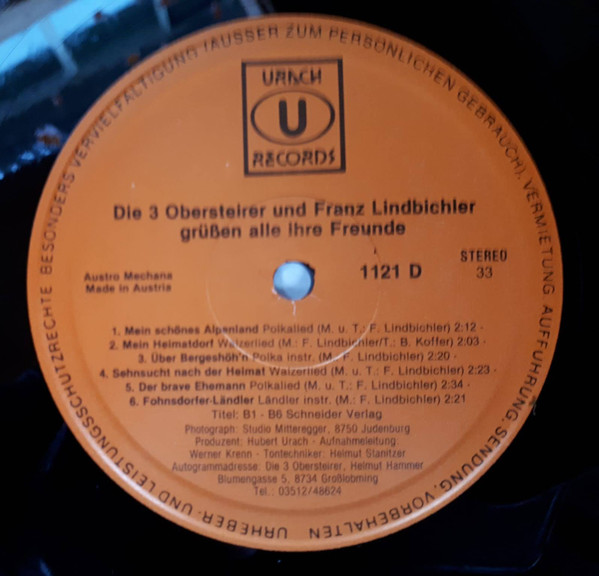 URHEBER- UND LEISTUNGSSCHUTZRECHTE BESONDERS VERVIELFÄLTIGUNG (AUSSER ZUM PERSÖNLICHEN GEBRAUCH), VERMIETUNG, AUFFÜHRUNG, SENDUNG, VORBEHALTEN
URACH
U
RECORDS
Die 3 Obersteirer und Franz Lindbichler
grüßen alle ihre Freunde
Austro Mechana
Made in Austria
1121 D
STEREO
33
1. Mein schönes Alpenland Polkalied (M. u. T.: F. Lindbichler) 2:12 -
2. Mein Heimatdorf Walzerlied (M.: F. Lindbichler/T.: B. Koffer) 2:03 -
3. Über Bergeshöh'n Polka instr. (M.: F. Lindbichler) 2:20 -
4. Sehnsucht nach der Heimat Walzerlied (M. u. T.: F. Lindbichler) 2:23 -
5. Der brave Ehemann Polkalied (M. u. T.: F. Lindbichler) 2:34 -
6. Fohnsdorfer-Ländler Ländler instr. (M.: F. Lindbichler) 2:21
Titel: B1 - B6 Schneider Verlag
Photograph: Studio Mitteregger, 8750 Judenburg
Produzent: Hubert Urach - Aufnahmeleitung:
Werner Krenn - Tontechniker: Helmut Stanitzer
Autogrammadresse: Die 3 Obersteirer, Helmut Hammer
Blumengasse 5, 8734 Großlobming
Tel.: 03512/48624